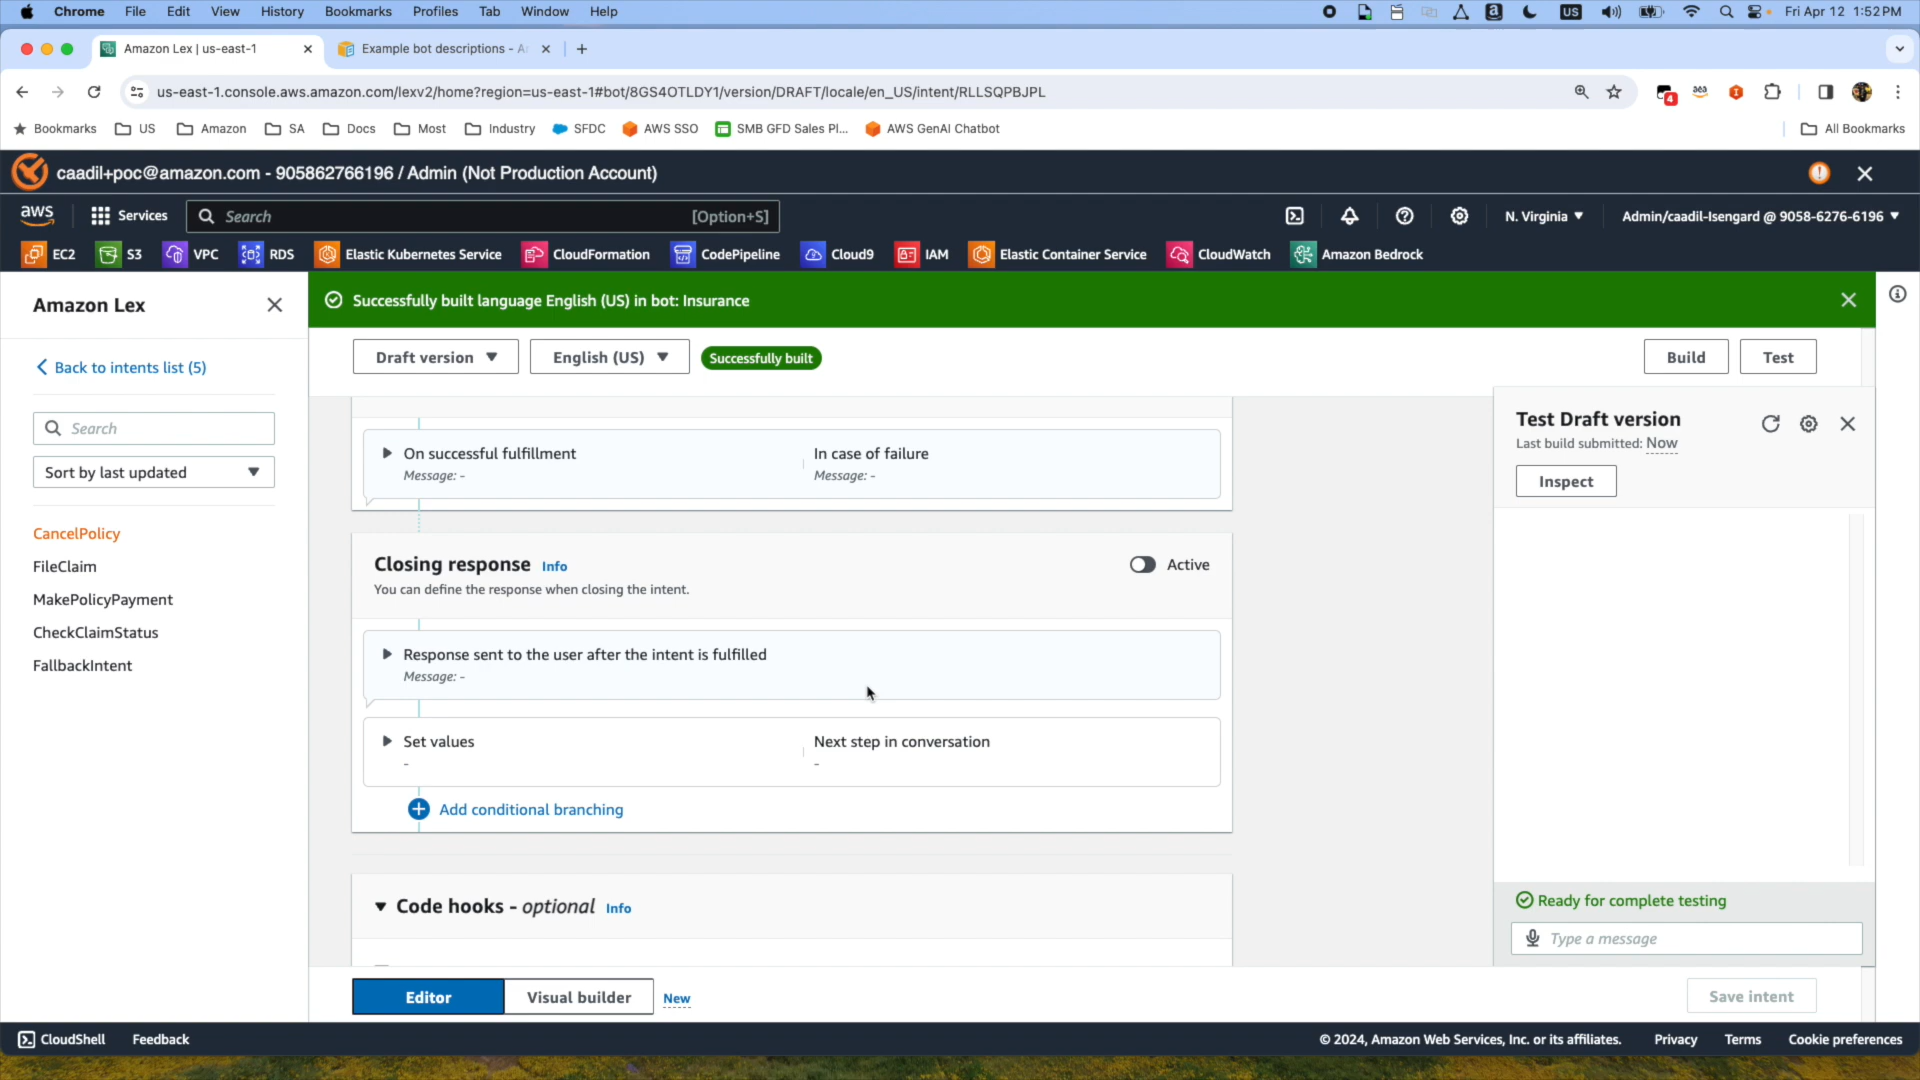 Chrome File Edit View History Bookmarks Profiles Tab Window Help
US Fri Apr 12 1:52 PM
Amazon Lex | us-east-1
Example bot descriptions - A
us-east-1.console.aws.amazon.com/lexv2/home?region=us-east-1#bot/8GS4OTLDY1/version/DRAFT/locale/en_US/intent/RLLSQPBJPL
4
Bookmarks US Amazon SA Docs Most Industry SFDC AWS SSO SMB GFD Sales Pl... AWS GenAI Chatbot All Bookmarks
caadil+poc@amazon.com - 905862766196 / Admin (Not Production Account)
aws Services Search [Option+S] N. Virginia Admin/caadil-Isengard @ 9058-6276-6196
EC2 S3 VPC RDS Elastic Kubernetes Service CloudFormation CodePipeline Cloud9 IAM Elastic Container Service CloudWatch Amazon Bedrock
Amazon Lex
Back to intents list (5)
Search
Sort by last updated
CancelPolicy
FileClaim
MakePolicyPayment
CheckClaimStatus
FallbackIntent
Successfully built language English (US) in bot: Insurance
Draft version English (US) Successfully built Build Test
On successful fulfillment
Message: -
In case of failure
Message: -
Closing response Info
Active
You can define the response when closing the intent.
Response sent to the user after the intent is fulfilled
Message: -
Set values
-
Next step in conversation
-
Add conditional branching
Code hooks - optional Info
Test Draft version
Last build submitted: Now
Inspect
Ready for complete testing
Type a message
Editor Visual builder New
Save intent
CloudShell Feedback
© 2024, Amazon Web Services, Inc. or its affiliates. Privacy Terms Cookie preferences